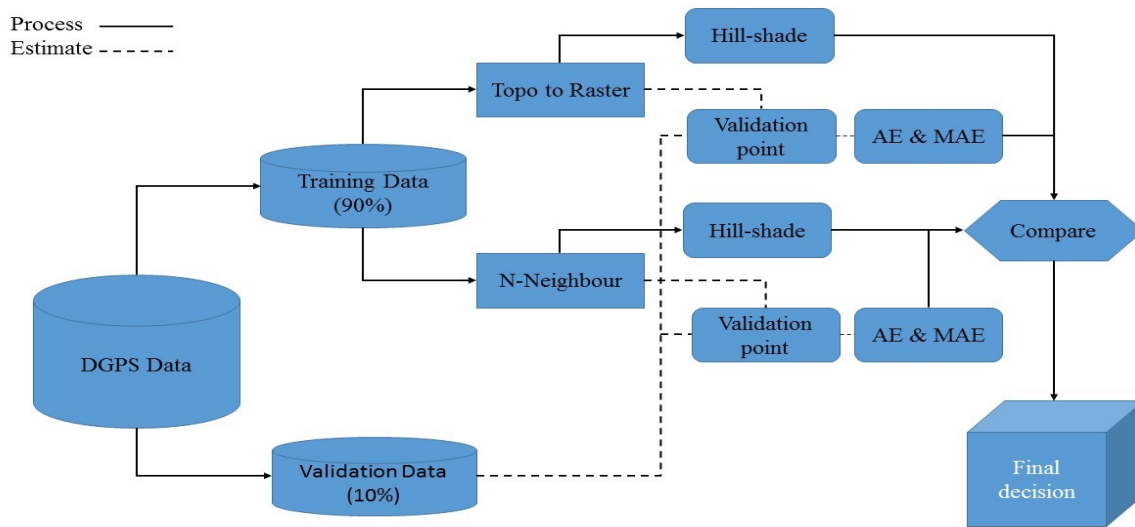 Process
Estimate
Hill-shade
Topo to Raster
Validation
point
AE & MAE
Training Data
(90%)
Hill-shade
Compare
N-Neighbour
Validation
point
AE & MAE
DGPS Data
Validation Data
(10%)
Final
decision